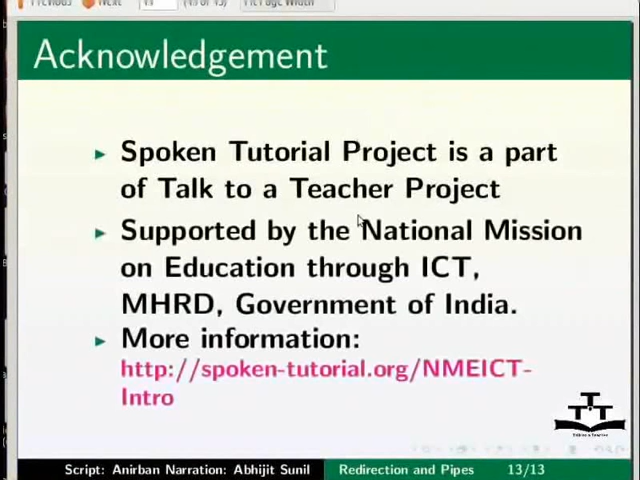 Acknowledgement
Spoken Tutorial Project is a part
of Talk to a Teacher Project
Supported by the National Mission
on Education through ICT,
MHRD, Government of India.
More information:
http://spoken-tutorial.org/NMEICT-
Intro
Script: Anirban Narration: Abhijit Sunil Redirection and Pipes 13/13